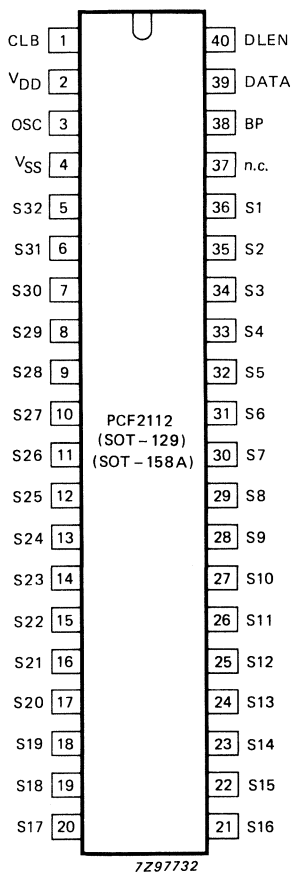 CLB 1 40 DLEN
VDD 2 39 DATA
OSC 3 38 BP
VSS 4 37 n.c.
S32 5 36 S1
S31 6 35 S2
S30 7 34 S3
S29 8 33 S4
S28 9 32 S5
S27 10 31 S6
PCF2112
(SOT-129)
(SOT-158A)
S26 11 30 S7
S25 12 29 S8
S24 13 28 S9
S23 14 27 S10
S22 15 26 S11
S21 16 25 S12
S20 17 24 S13
S19 18 23 S14
S18 19 22 S15
S17 20 21 S16
7Z97732